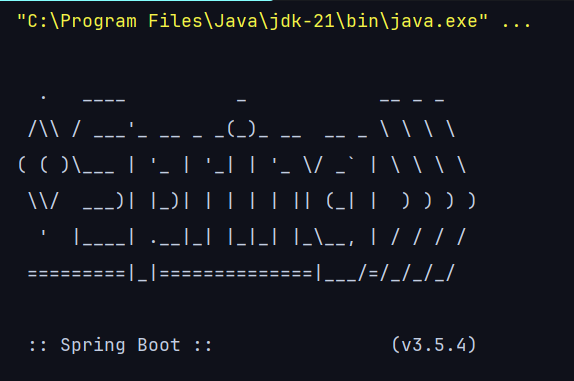 "C:\Program Files\Java\jdk-21\bin\java.exe" ...
  .   ____          _            __ _ _
 /\\ / ___'_ __ _ _(_)_ __  __ _ \ \ \ \
( ( )\___ | '_ | '_| | '_ \/ _` | \ \ \ \
 \\/  ___)| |_)| | | | | || (_| |  ) ) ) )
  '  |____| .__|_| |_|_| |_\__, | / / / /
 =========|_|==============|___/=/_/_/_/
 :: Spring Boot ::                (v3.5.4)